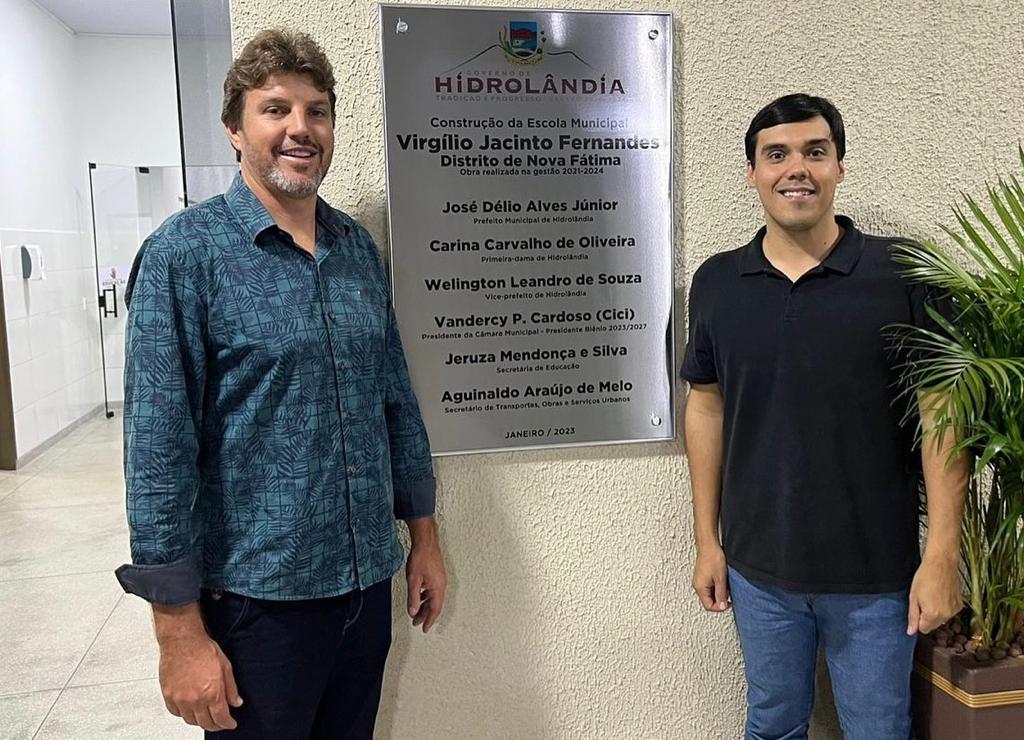 GOVERNO DE
HIDROLÂNDIA
TRADIÇÃO E PROGRESSO
Construção da Escola Municipal
Virgílio Jacinto Fernandes
Distrito de Nova Fátima
Obra realizada na gestão 2021-2024
José Délio Alves Júnior
Prefeito Municipal de Hidrolândia
Carina Carvalho de Oliveira
Primeira-dama de Hidrolândia
Welington Leandro de Souza
Vice-prefeito de Hidrolândia
Vandercy P. Cardoso (Cici)
Presidente da Câmara Municipal - Presidente Biênio 2023/2027
Jeruza Mendonça e Silva
Secretária de Educação
Aguinaldo Araújo de Melo
Secretário de Transportes, Obras e Serviços Urbanos
JANEIRO / 2023